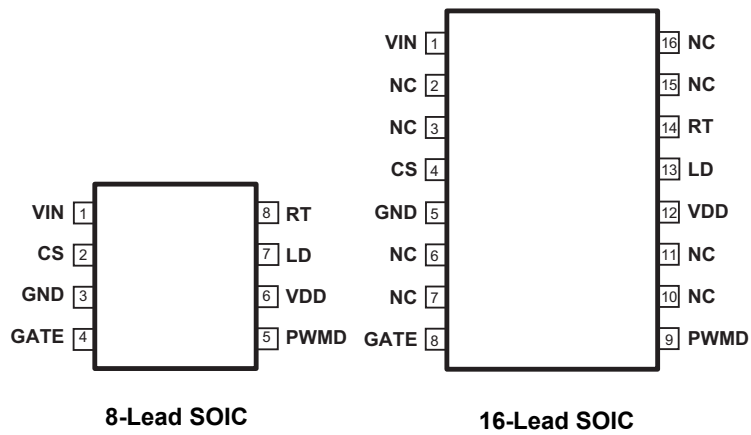 VIN 1
8 RT
CS 2
7 LD
GND 3
6 VDD
GATE 4
5 PWMD
8-Lead SOIC
VIN 1
16 NC
NC 2
15 NC
NC 3
14 RT
CS 4
13 LD
GND 5
12 VDD
NC 6
11 NC
NC 7
10 NC
GATE 8
9 PWMD
16-Lead SOIC